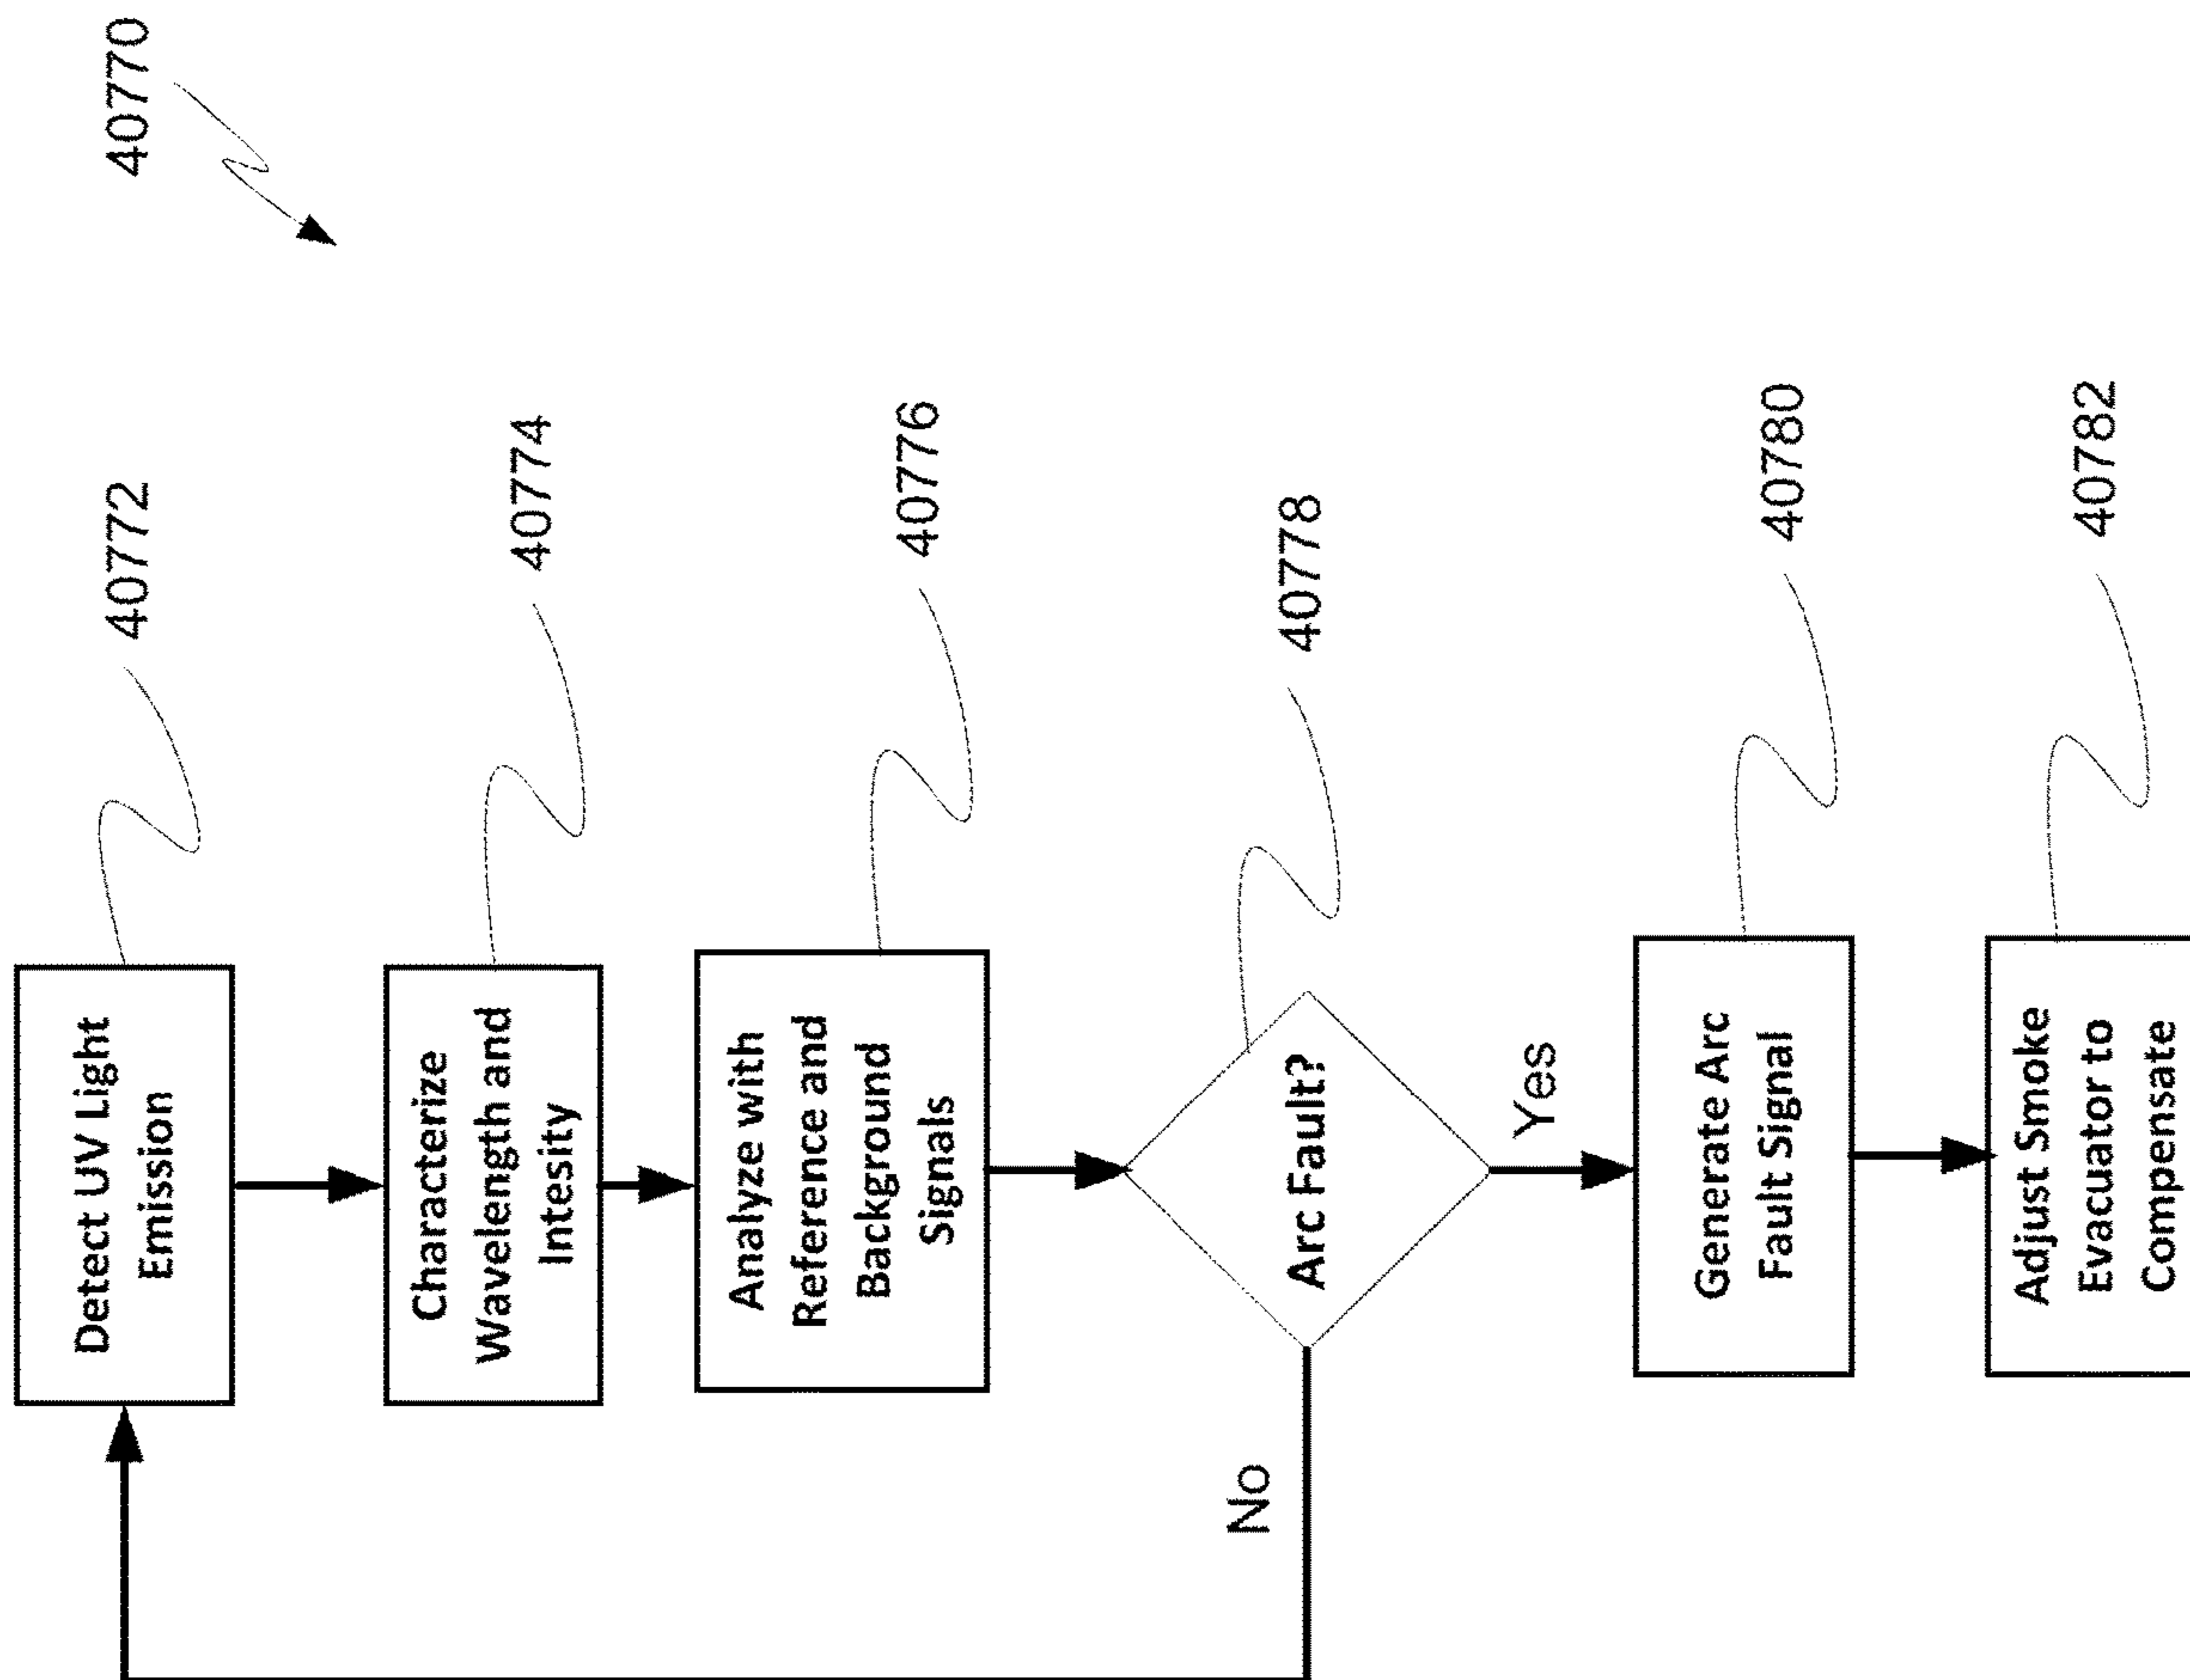 40770
Detect UV Light
Emission
40772
Characterize
Wavelength and
Intesity
40774
Analyze with
Reference and
Background
Signals
40776
Arc Fault?
40778
No
Yes
Generate Arc
Fault Signal
40780
Adjust Smoke
Evacuator to
Compensate
40782